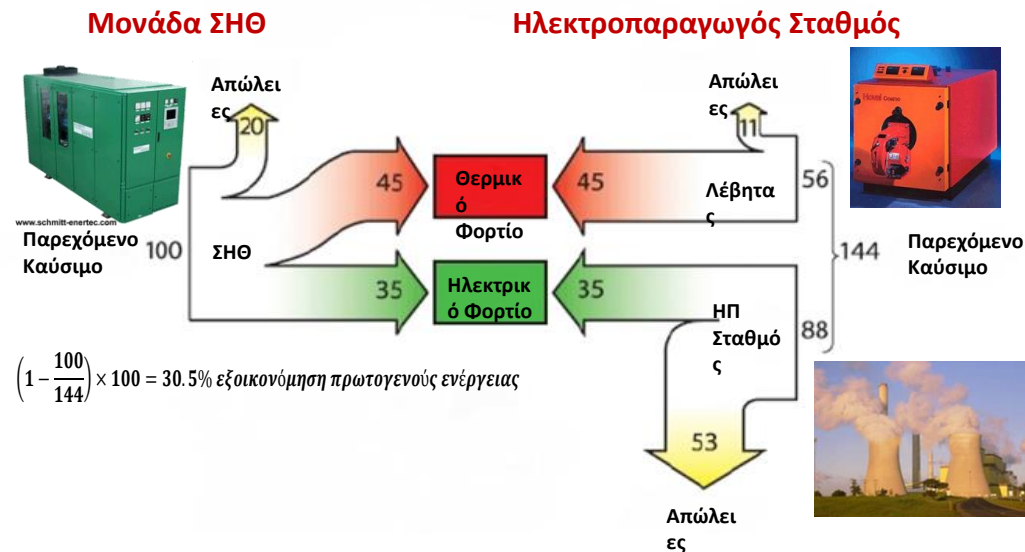 Μονάδα ΣΗΘ
Ηλεκτροπαραγωγός Σταθμός
Απώλει
ες
20
Απώλει
ες
11
Hoval
www.schmitt-enertec.com
Παρεχόμενο
Καύσιμο
100
ΣΗΘ
45
Θερμικ
ό
Φορτίο
45
Λέβητα
ς
56
35
Ηλεκτρικ
ό Φορτίο
35
ΗΠ
Σταθμό
ς
88
144
Παρεχόμενο
Καύσιμο
(1 − 100/144) × 100 = 30.5% εξοικονόμηση πρωτογενούς ενέργειας
53
Απώλει
ες